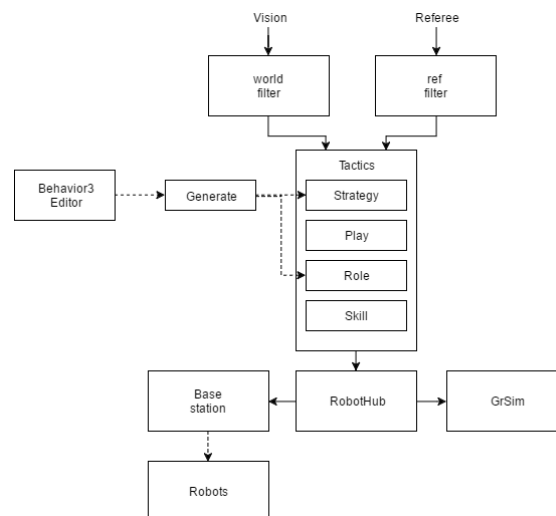 Vision
Referee
world
filter
ref
filter
Tactics
Behavior3
Editor
Generate
Strategy
Play
Role
Skill
Base
station
RobotHub
GrSim
Robots